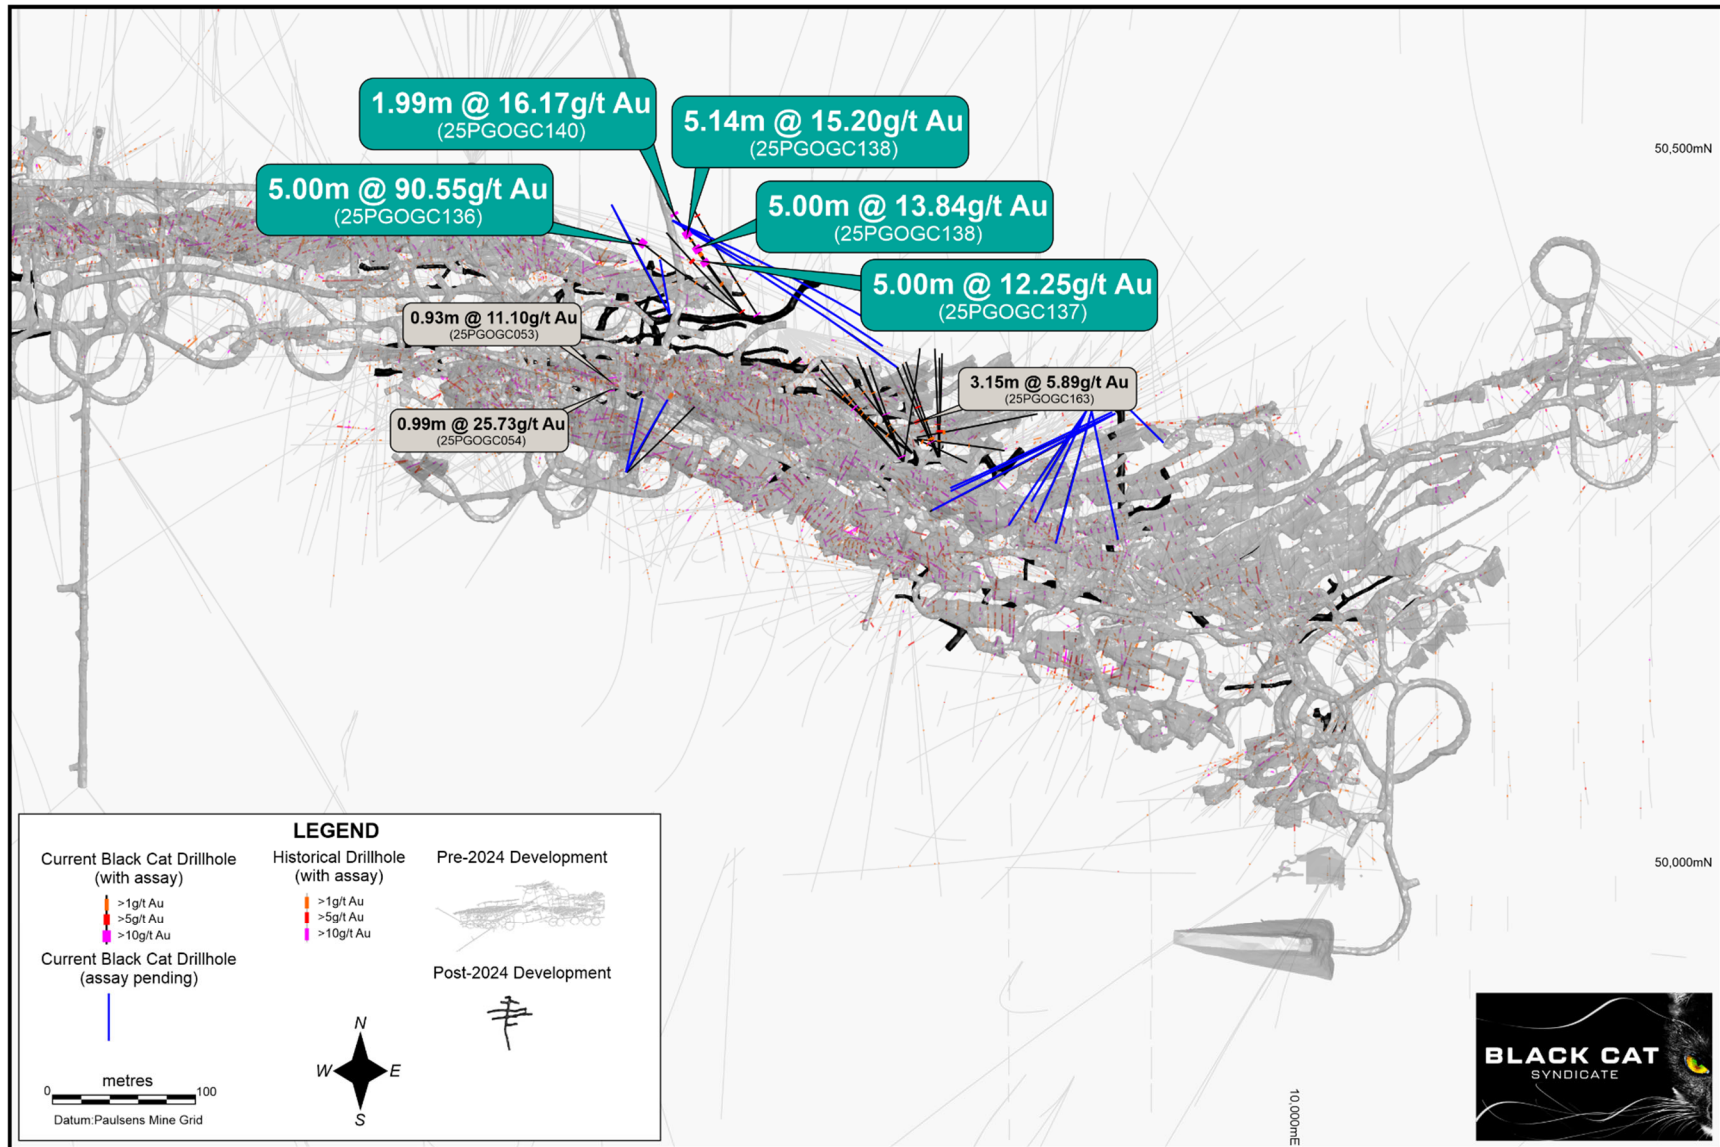 1.99m @ 16.17g/t Au
(25PGOGC140)
5.14m @ 15.20g/t Au
(25PGOGC138)
50,500mN
5.00m @ 90.55g/t Au
(25PGOGC136)
5.00m @ 13.84g/t Au
(25PGOGC138)
5.00m @ 12.25g/t Au
(25PGOGC137)
0.93m @ 11.10g/t Au
(25PGOGC053)
3.15m @ 5.89g/t Au
(25PGOGC163)
0.99m @ 25.73g/t Au
(25PGOGC054)
50,000mN
LEGEND
Current Black Cat Drillhole
(with assay)
>1g/t Au
>5g/t Au
>10g/t Au
Current Black Cat Drillhole
(assay pending)
Historical Drillhole
(with assay)
>1g/t Au
>5g/t Au
>10g/t Au
Pre-2024 Development
Post-2024 Development
N
W
E
S
metres
0
100
Datum:Paulsens Mine Grid
10,000mE
BLACK CAT
SYNDICATE